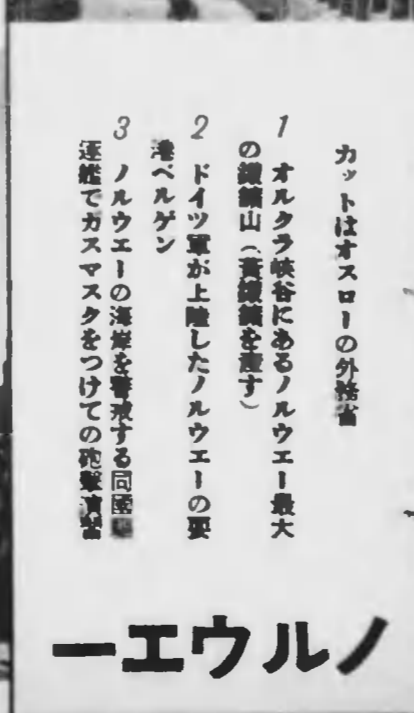 カットはオスローの外務省
1 オルクラ峽谷にあるノルウエー最大
の鐵鑛山(黄鐵鑛を産す)
2 ドイツ軍が上陸したノルウエーの要
港ベルゲン
3 ノルウエーの海岸を警戒する同國
逐艦でガスマスクをつけての砲撃演習
ノルウエー